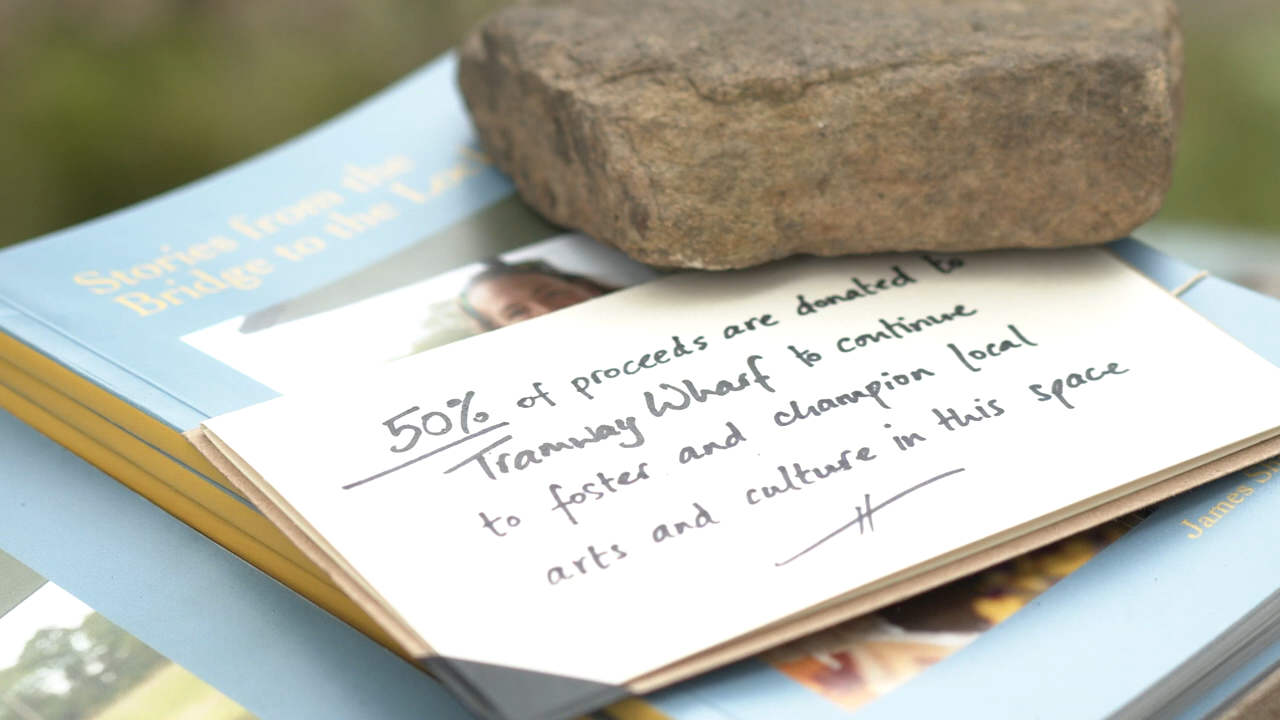 Stories from the
Bridge to the
50% of proceeds are donated to
Tramway Wharf to continue
to foster and champion local
arts and culture in this space
James